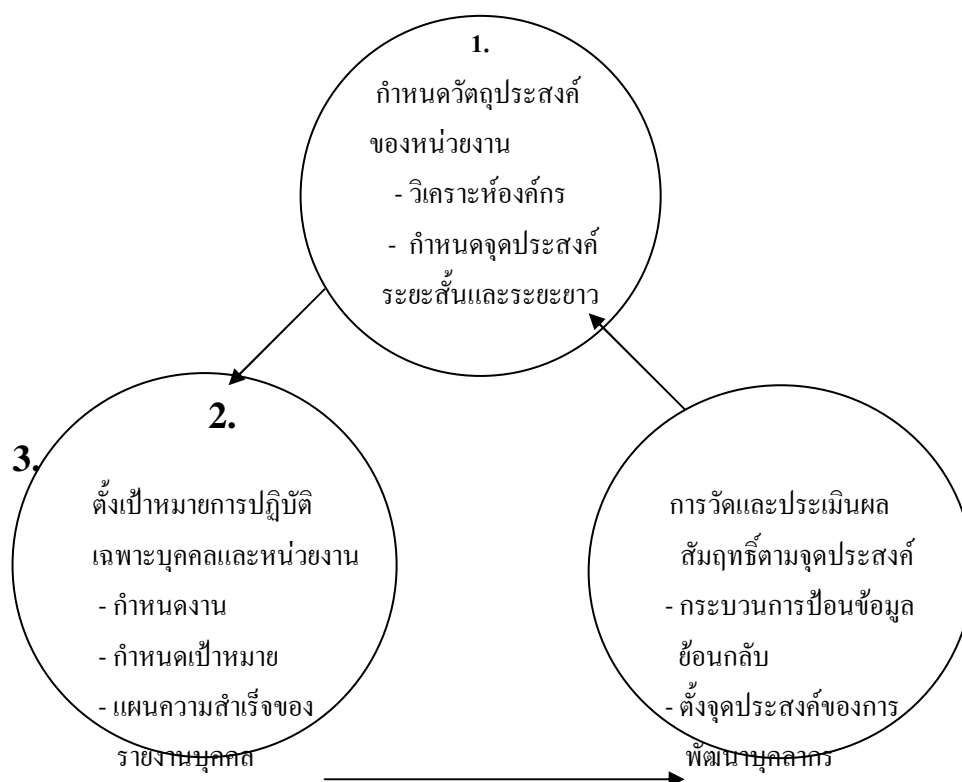 1.
กำหนดวัตถุประสงค์
ของหน่วยงาน
- วิเคราะห์องค์กร
- กำหนดจุดประสงค์
ระยะสั้นและระยะยาว
2.
3.
ตั้งเป้าหมายการปฏิบัติ
เฉพาะบุคคลและหน่วยงาน
- กำหนดงาน
- กำหนดเป้าหมาย
- แผนความสำเร็จของ
รายงานบุคคล
การวัดและประเมินผล
สัมฤทธิ์ตามจุดประสงค์
- กระบวนการป้อนข้อมูล
ย้อนกลับ
- ตั้งจุดประสงค์ของการ
พัฒนาบุคลากร